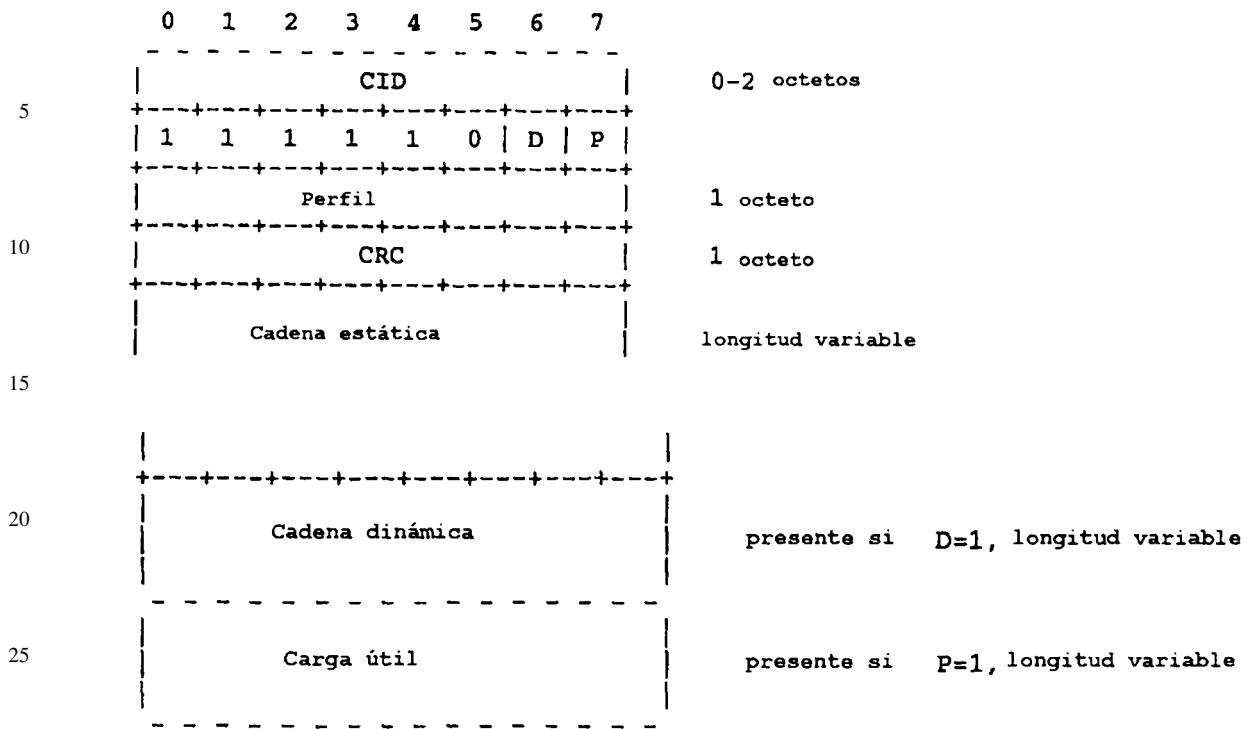 0 1 2 3 4 5 6 7
CID 0-2 octetos
5
1 1 1 1 1 0 | D | P
Perfil 1 octeto
10 CRC 1 octeto
Cadena estática longitud variable
15
20 Cadena dinámica presente si D=1, longitud variable
25 Carga útil presente si P=1, longitud variable